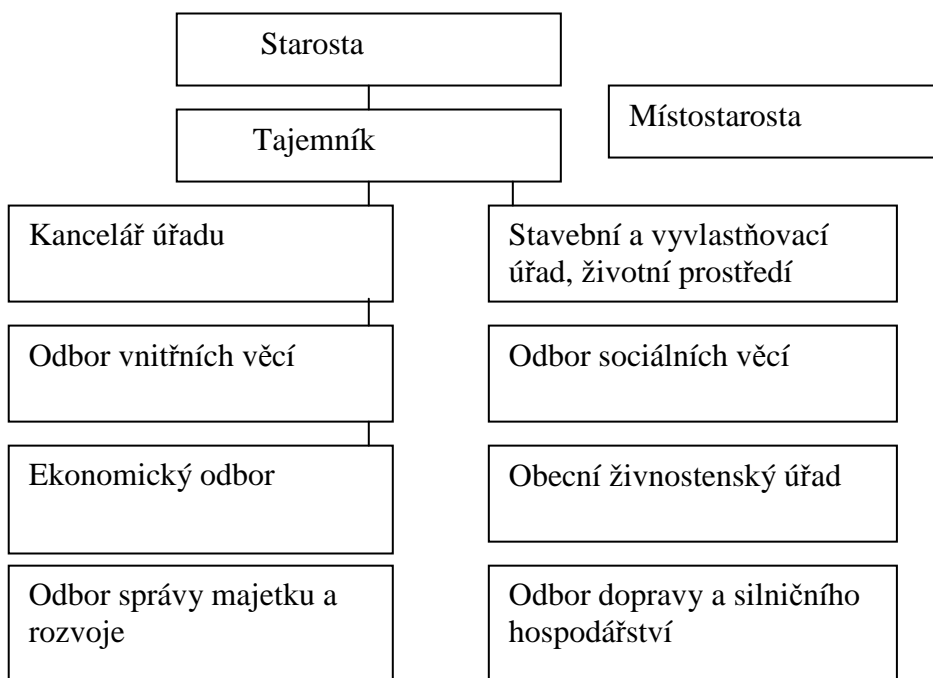 Starosta
Místostarosta
Tajemník
Kancelář úřadu
Stavební a vyvlastňovací
úřad, životní prostředí
Odbor vnitřních věcí
Odbor sociálních věcí
Ekonomický odbor
Obecní živnostenský úřad
Odbor správy majetku a
rozvoje
Odbor dopravy a silničního
hospodářství